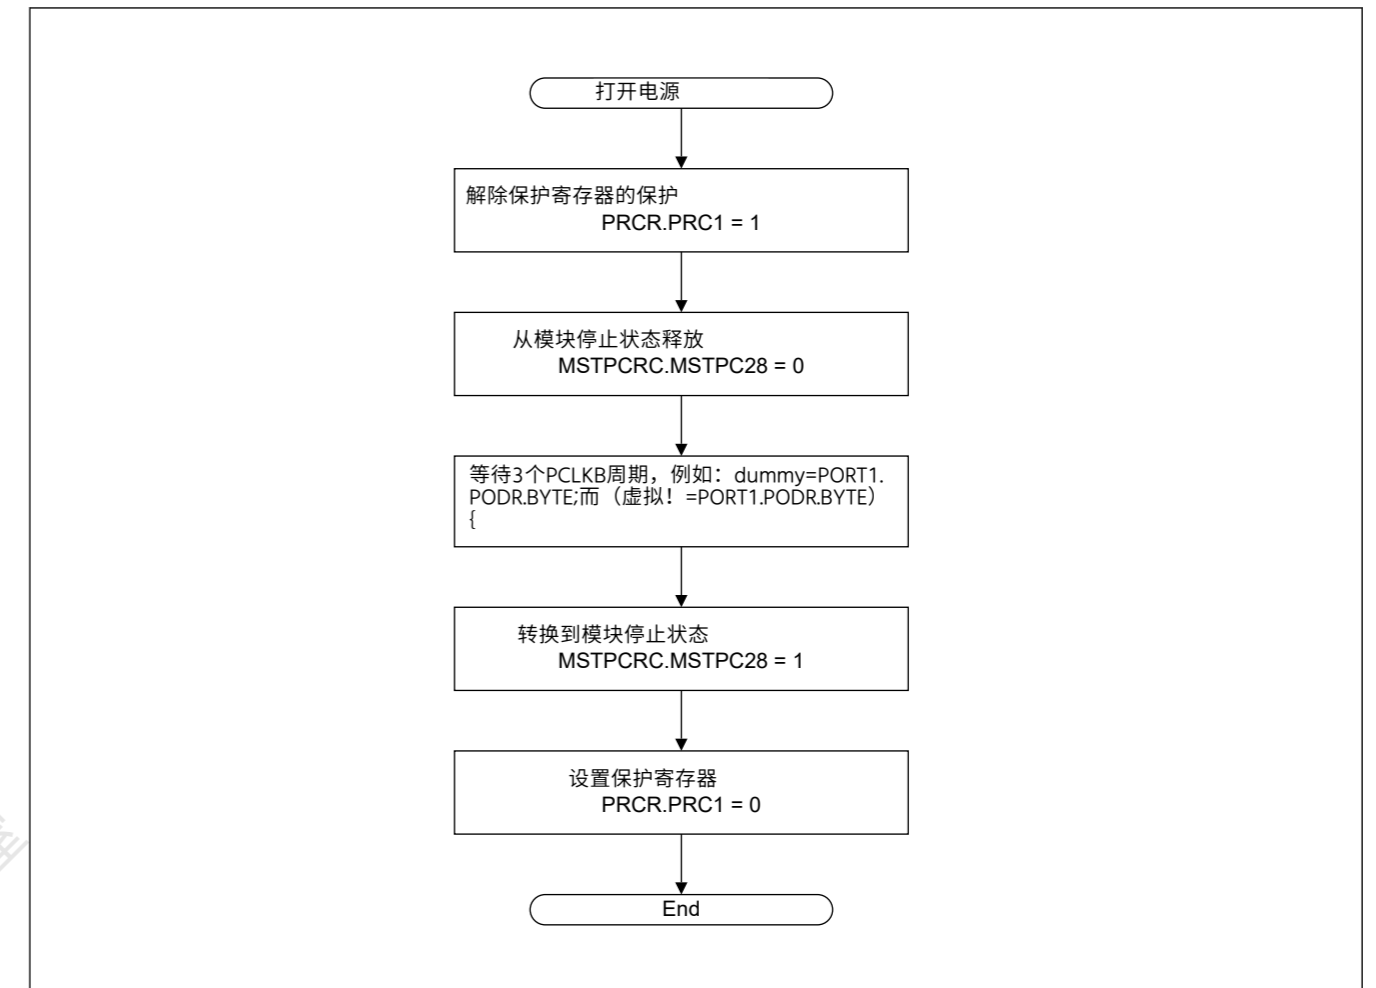 打开电源
解除保护寄存器的保护
PRCR.PRC1 = 1
从模块停止状态释放
MSTPCRC.MSTPC28 = 0
等待3个PCLKB周期，例如：dummy=PORT1.
PODR.BYTE;而（虚拟！=PORT1.PODR.BYTE）
{
转换到模块停止状态
MSTPCRC.MSTPC28 = 1
设置保护寄存器
PRCR.PRC1 = 0
End